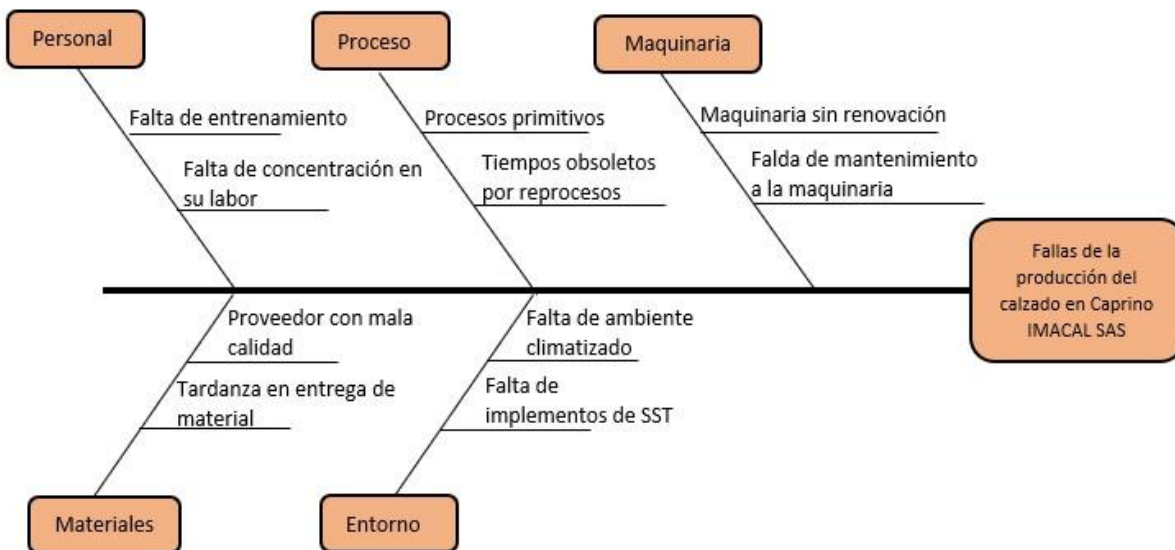 Personal
Proceso
Maquinaria
Falta de entrenamiento
Falta de concentración en
su labor
Procesos primitivos
Tiempos obsoletos
por reprocesos
Maquinaria sin renovación
Falda de mantenimiento
a la maquinaria
Fallas de la
producción del
calzado en Caprino
IMACAL SAS
Proveedor con mala
calidad
Tardanza en entrega de
material
Falta de ambiente
climatizado
Falta de
implementos de SST
Materiales
Entorno